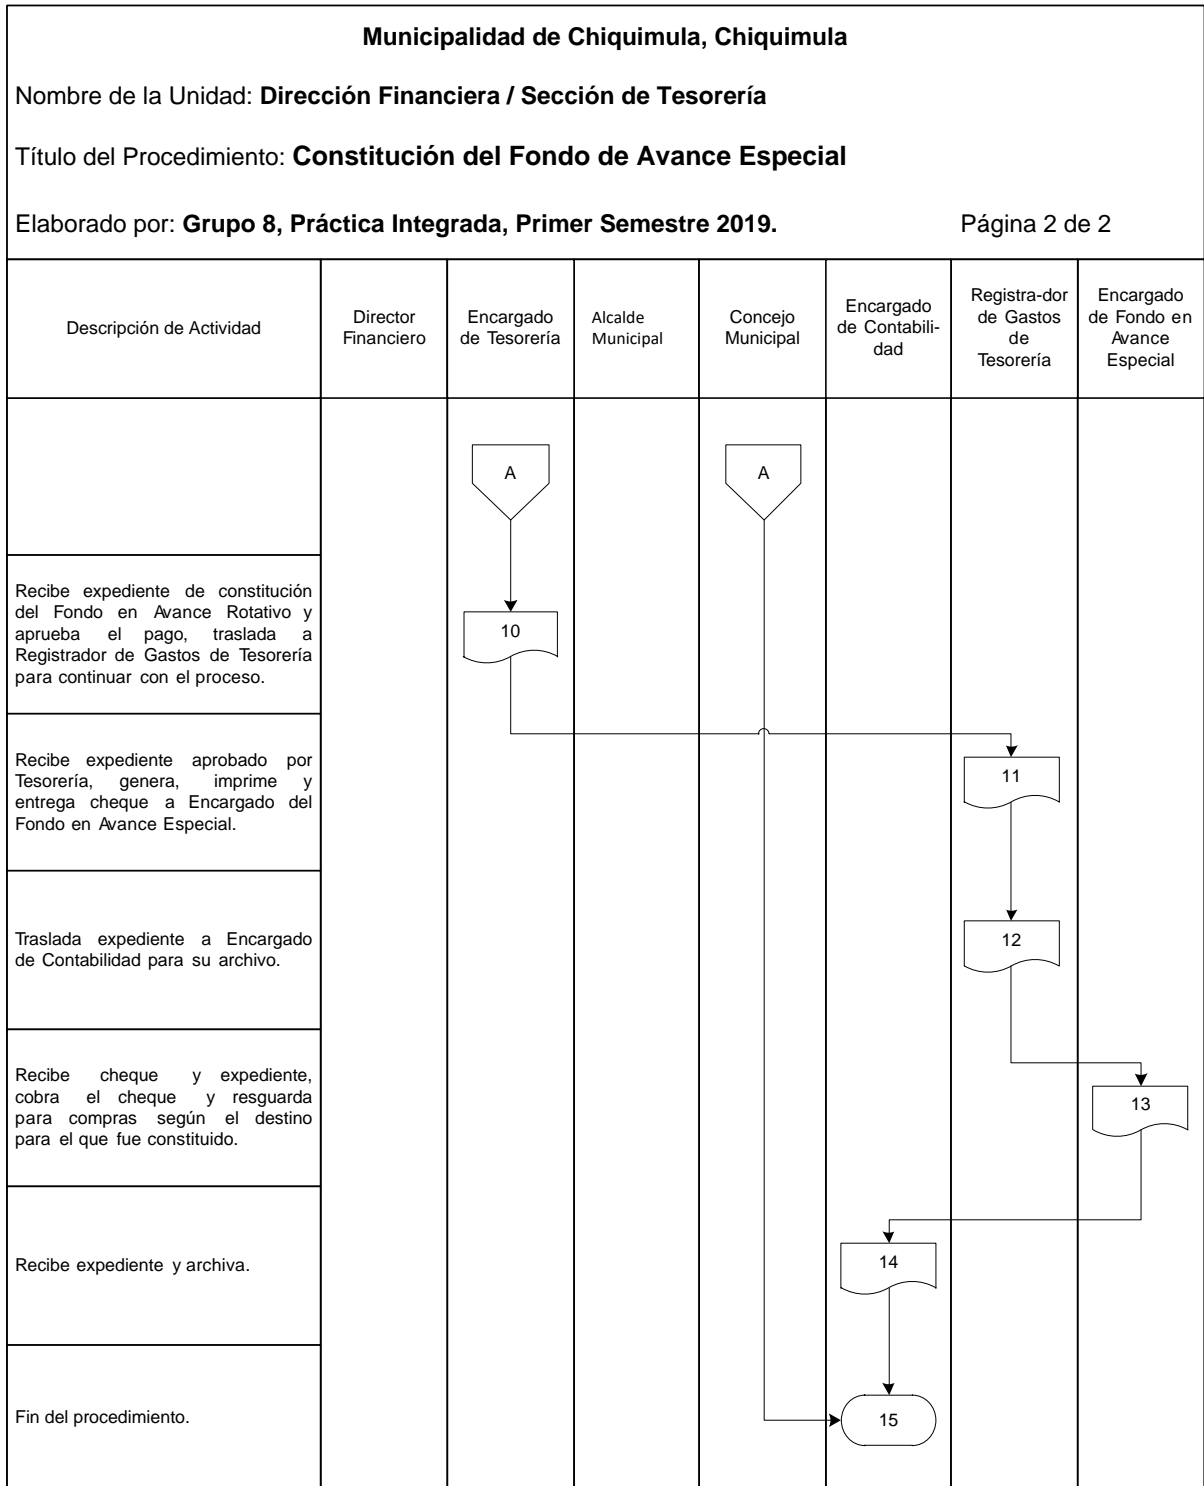 Municipalidad de Chiquimula, Chiquimula
Nombre de la Unidad: Dirección Financiera / Sección de Tesorería
Título del Procedimiento: Constitución del Fondo de Avance Especial
Elaborado por: Grupo 8, Práctica Integrada, Primer Semestre 2019. Página 2 de 2
Descripción de Actividad
Director
Financiero
Encargado
de Tesorería
Alcalde
Municipal
Concejo
Municipal
Encargado
de Contabili-
dad
Registra-dor
de Gastos
de
Tesorería
Encargado
de Fondo en
Avance
Especial
A
A
Recibe expediente de constitución
del Fondo en Avance Rotativo y
aprueba el pago, traslada a
Registrador de Gastos de Tesorería
para continuar con el proceso.
10
Recibe expediente aprobado por
Tesorería, genera, imprime y
entrega cheque a Encargado del
Fondo en Avance Especial.
11
Traslada expediente a Encargado
de Contabilidad para su archivo.
12
Recibe cheque y expediente,
cobra el cheque y resguarda
para compras según el destino
para el que fue constituido.
13
Recibe expediente y archiva.
14
Fin del procedimiento.
15